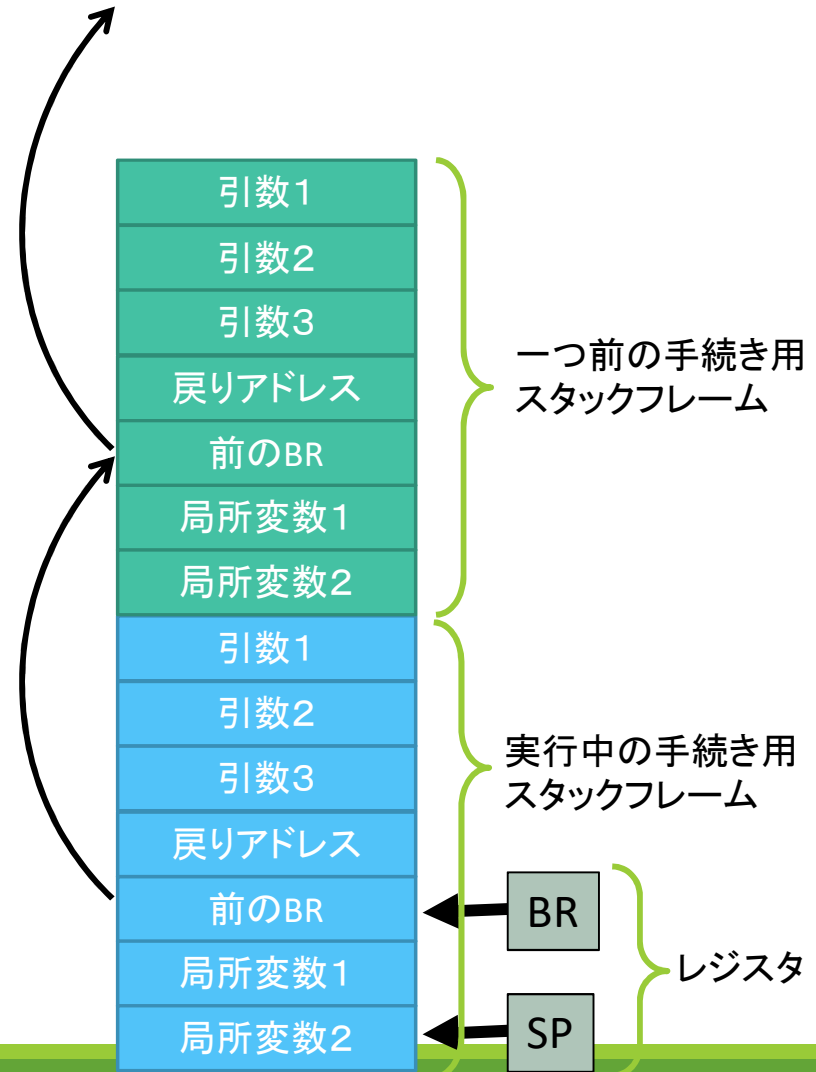 引数１
引数２
引数３
戻りアドレス
前のBR
局所変数１
局所変数２
一つ前の手続き用
スタックフレーム
引数１
引数２
引数３
戻りアドレス
前のBR
局所変数１
局所変数２
実行中の手続き用
スタックフレーム
BR
SP
レジスタ